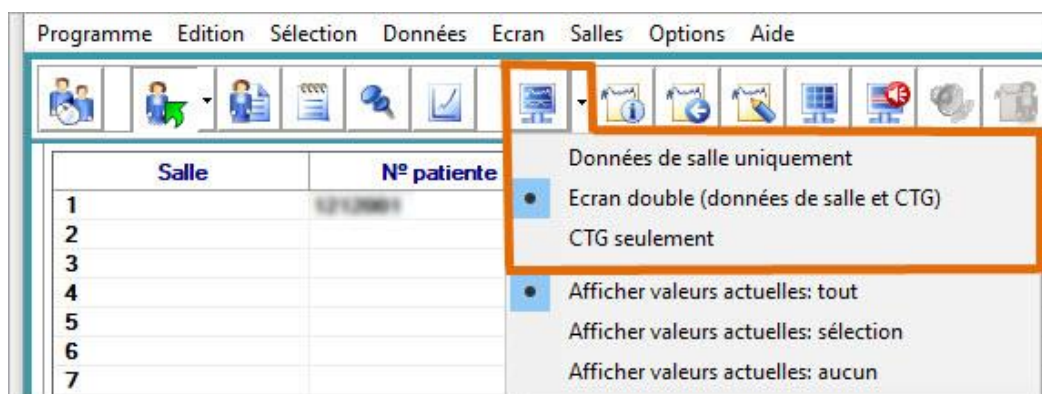 Programme Edition Sélection Données Ecran Salles Options Aide
Salle Nº patiente
1
2
3
4
5
6
7
Données de salle uniquement
Ecran double (données de salle et CTG)
CTG seulement
Afficher valeurs actuelles: tout
Afficher valeurs actuelles: sélection
Afficher valeurs actuelles: aucun